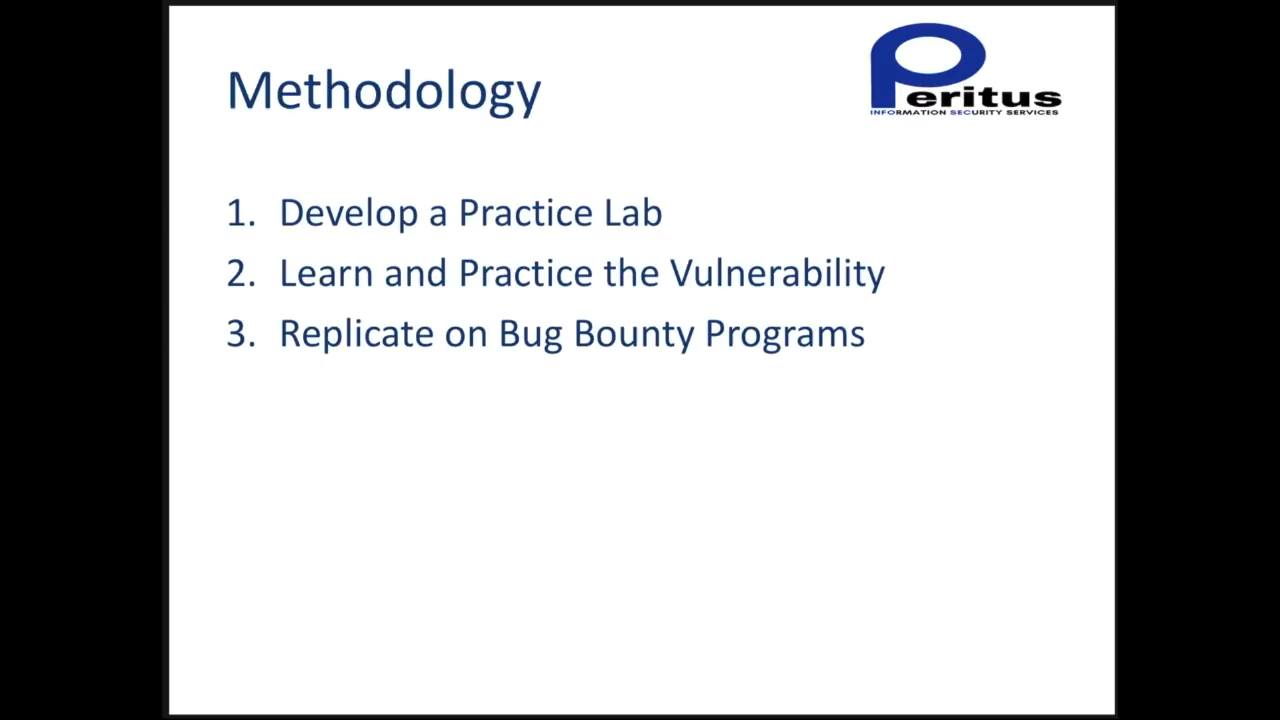 Methodology
Peritus
INFORMATION SECURITY SERVICES
1. Develop a Practice Lab
2. Learn and Practice the Vulnerability
3. Replicate on Bug Bounty Programs